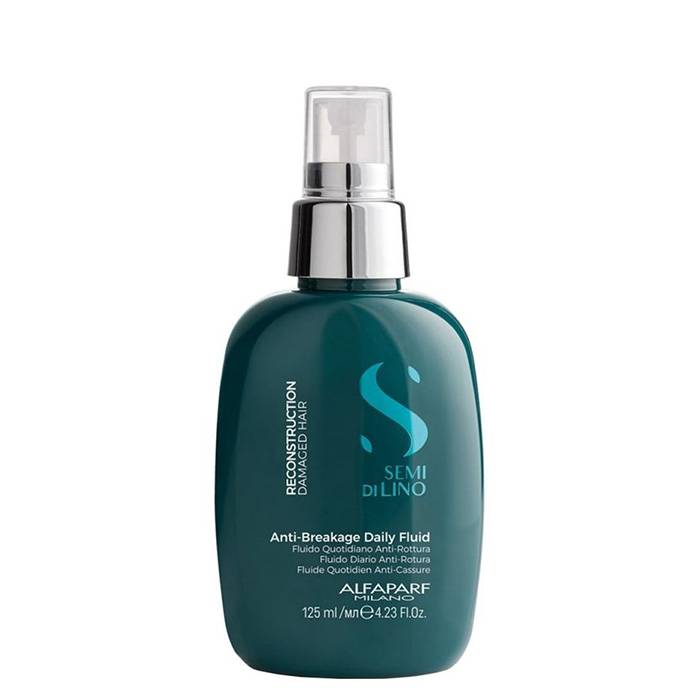 RECONSTRUCTION
DAMAGED HAIR
SEMI
DI LINO
Anti-Breakage Daily Fluid
Fluido Quotidiano Anti-Rottura
Fluido Diario Anti-Rotura
Fluide Quotidien Anti-Cassure
ALFAPARF
MILANO
125 ml /мл℮4.23 Fl.Oz.